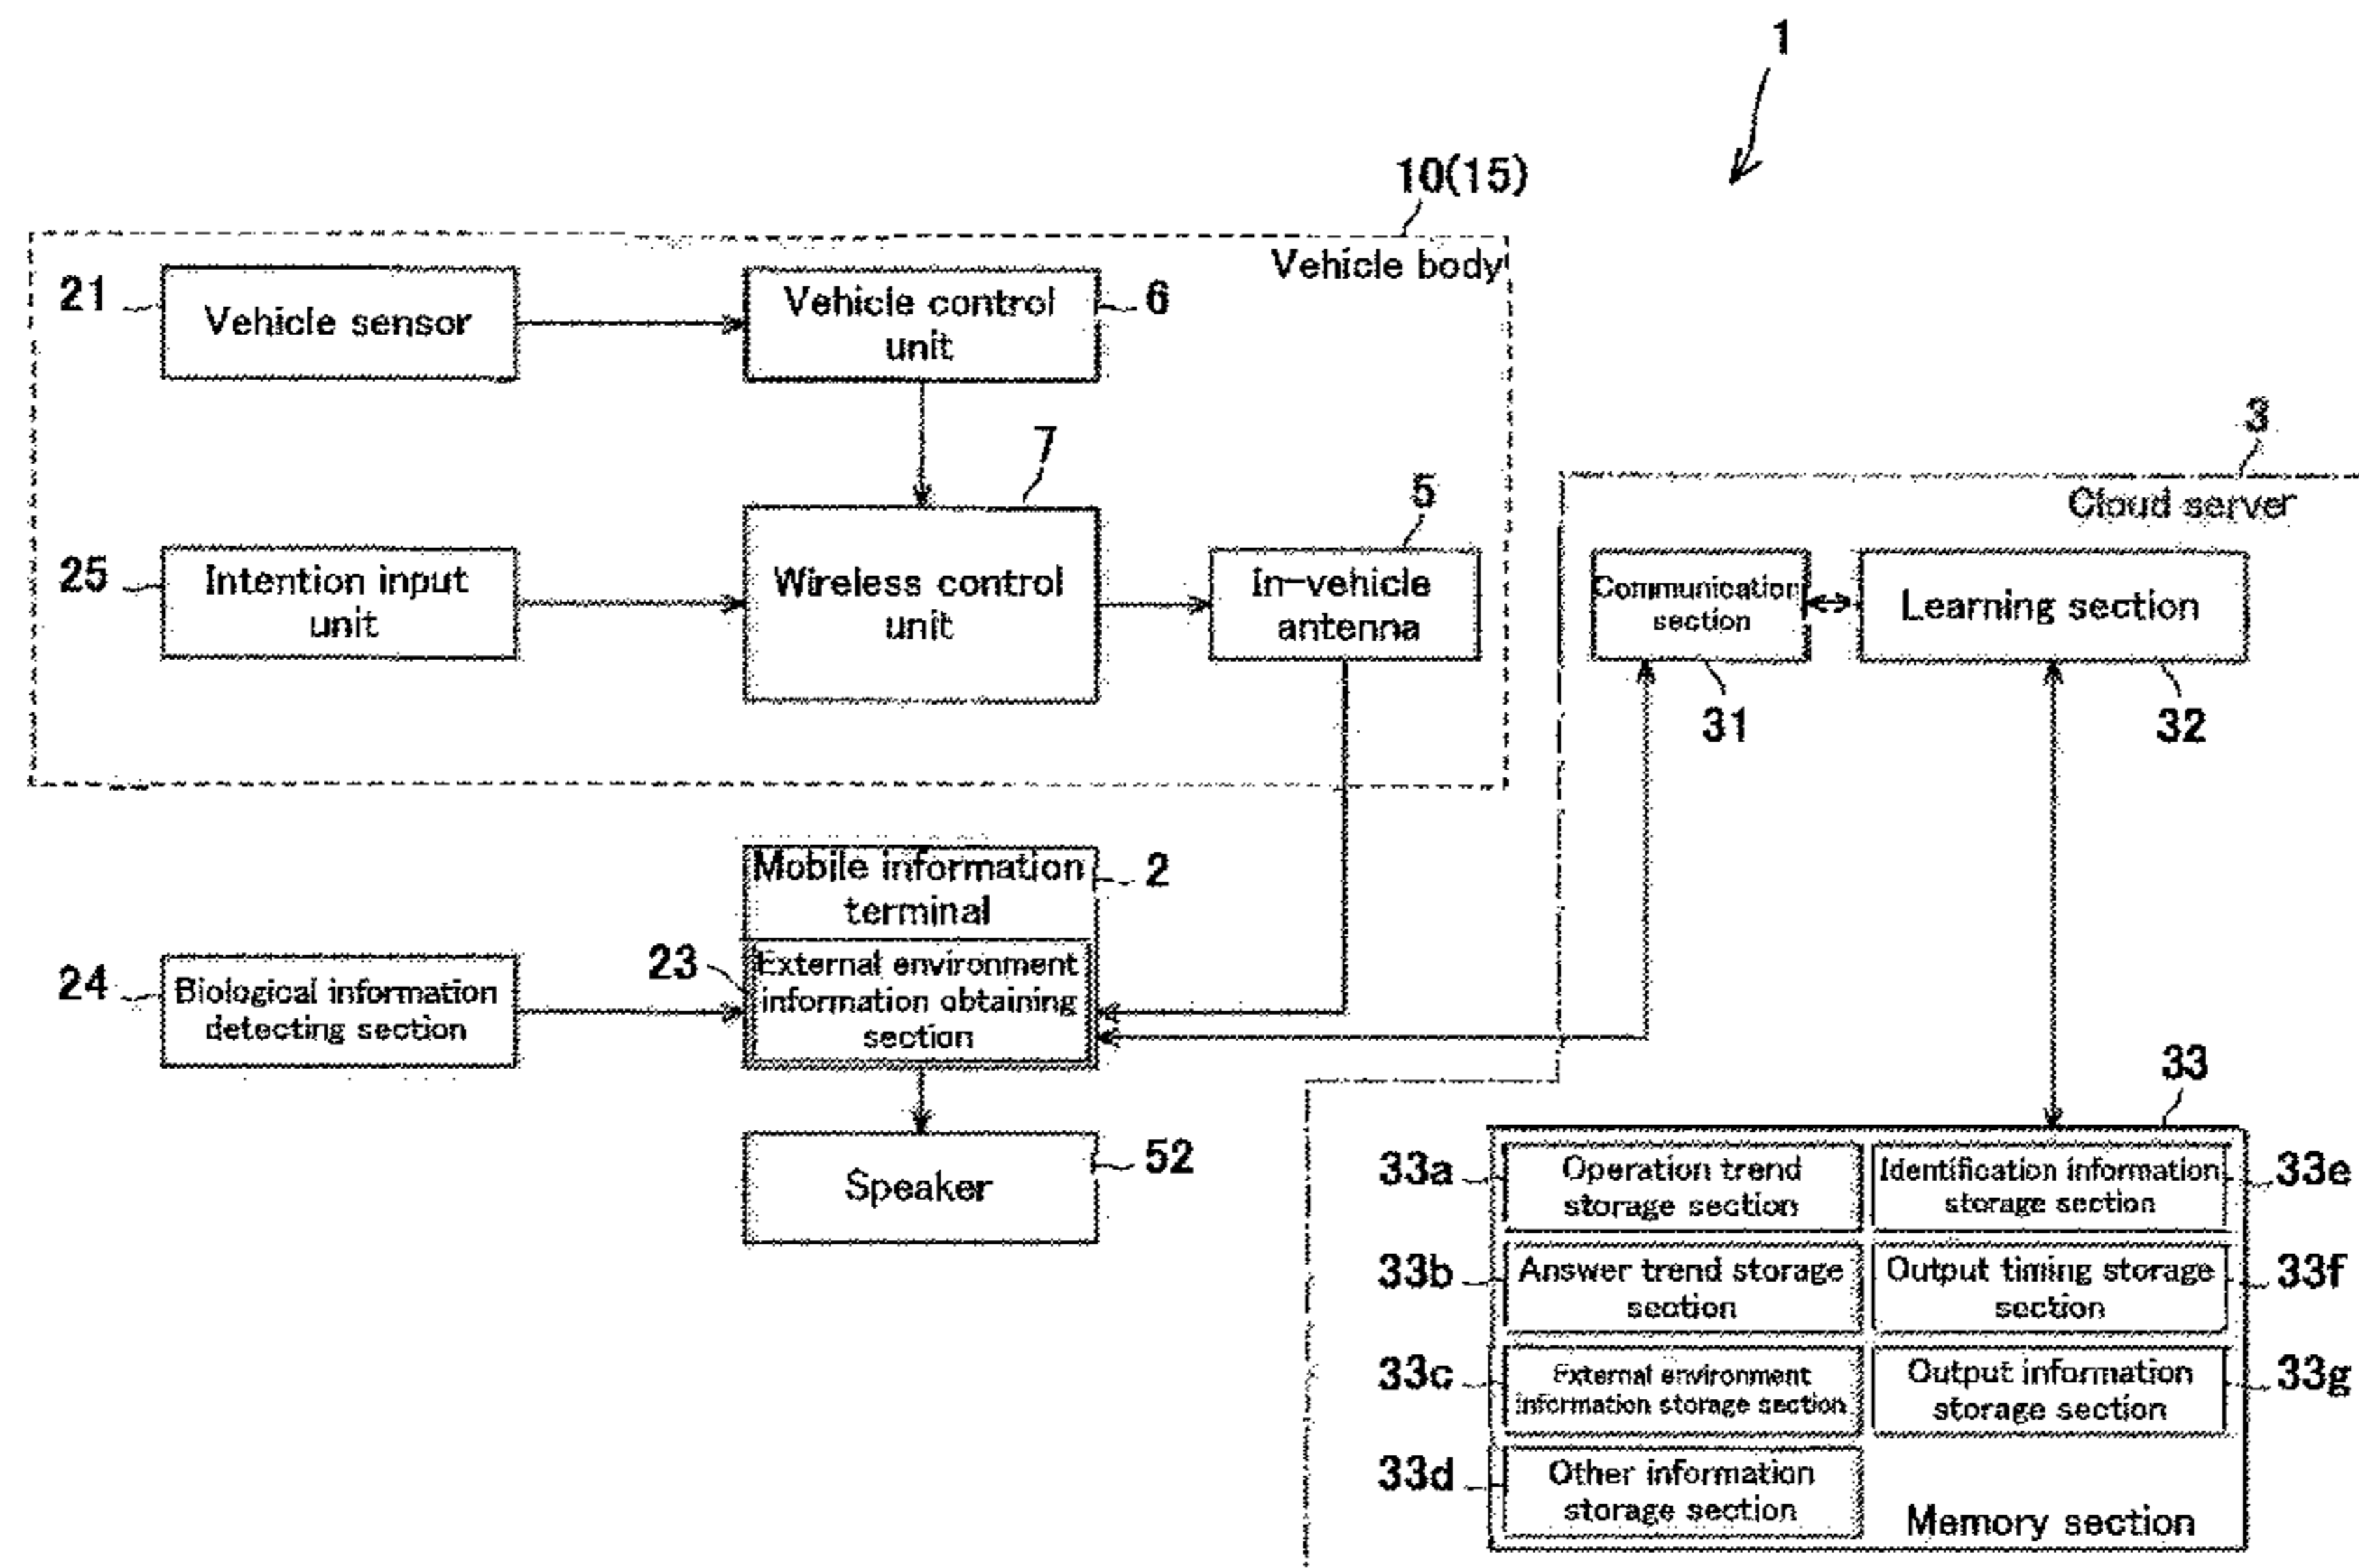 1
10(15)
Vehicle body
21
Vehicle sensor
Vehicle control
unit
6
7
25
Intention input
unit
Wireless control
unit
5
In-vehicle
antenna
3
Cloud server
Communication
section
Learning section
31
32
Mobile information
terminal
2
23
External environment
information obtaining
section
24
Biological information
detecting section
Speaker
52
33
33a
Operation trend
storage section
Identification information
storage section
33e
33b
Answer trend storage
section
Output timing storage
section
33f
33c
External environment
information storage section
Output information
storage section
33g
33d
Other information
storage section
Memory section